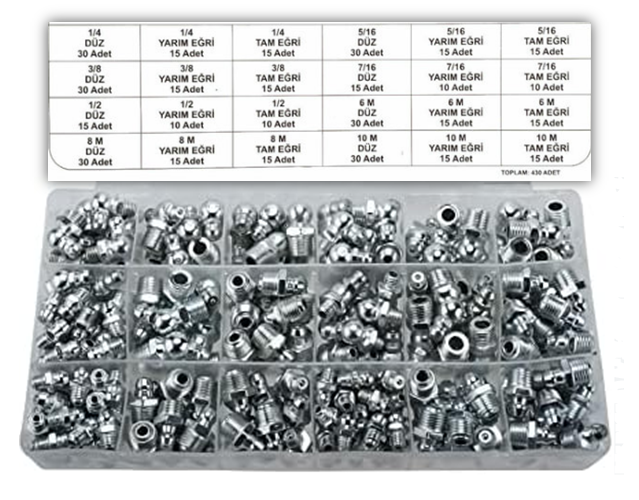 1/4 1/4 1/4 5/16 5/16 5/16
DÜZ YARIM EĞRİ TAM EĞRİ DÜZ YARIM EĞRİ TAM EĞRİ
30 Adet 15 Adet 15 Adet 30 Adet 15 Adet 15 Adet
3/8 3/8 3/8 7/16 7/16 7/16
DÜZ YARIM EĞRİ TAM EĞRİ DÜZ YARIM EĞRİ TAM EĞRİ
30 Adet 15 Adet 15 Adet 15 Adet 10 Adet 10 Adet
1/2 1/2 1/2 6 M 6 M 6 M
DÜZ YARIM EĞRİ TAM EĞRİ DÜZ YARIM EĞRİ TAM EĞRİ
15 Adet 10 Adet 10 Adet 30 Adet 15 Adet 15 Adet
8 M 8 M 8 M 10 M 10 M 10 M
DÜZ YARIM EĞRİ TAM EĞRİ DÜZ YARIM EĞRİ TAM EĞRİ
30 Adet 15 Adet 15 Adet 30 Adet 15 Adet 15 Adet
TOPLAM: 430 ADET